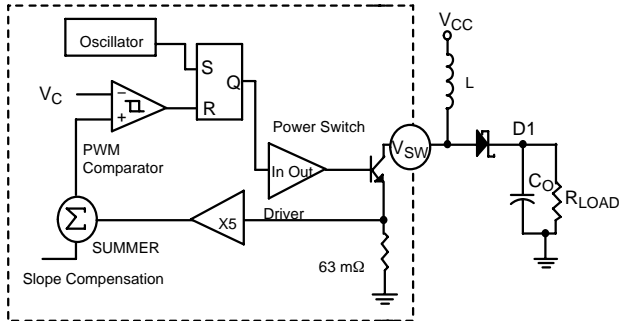 Oscillator
S
Q
R
VC
−
+
PWM
Comparator
Power Switch
In Out
VSW
VCC
L
D1
CO
RLOAD
Driver
X5
Σ
SUMMER
63 mΩ
Slope Compensation